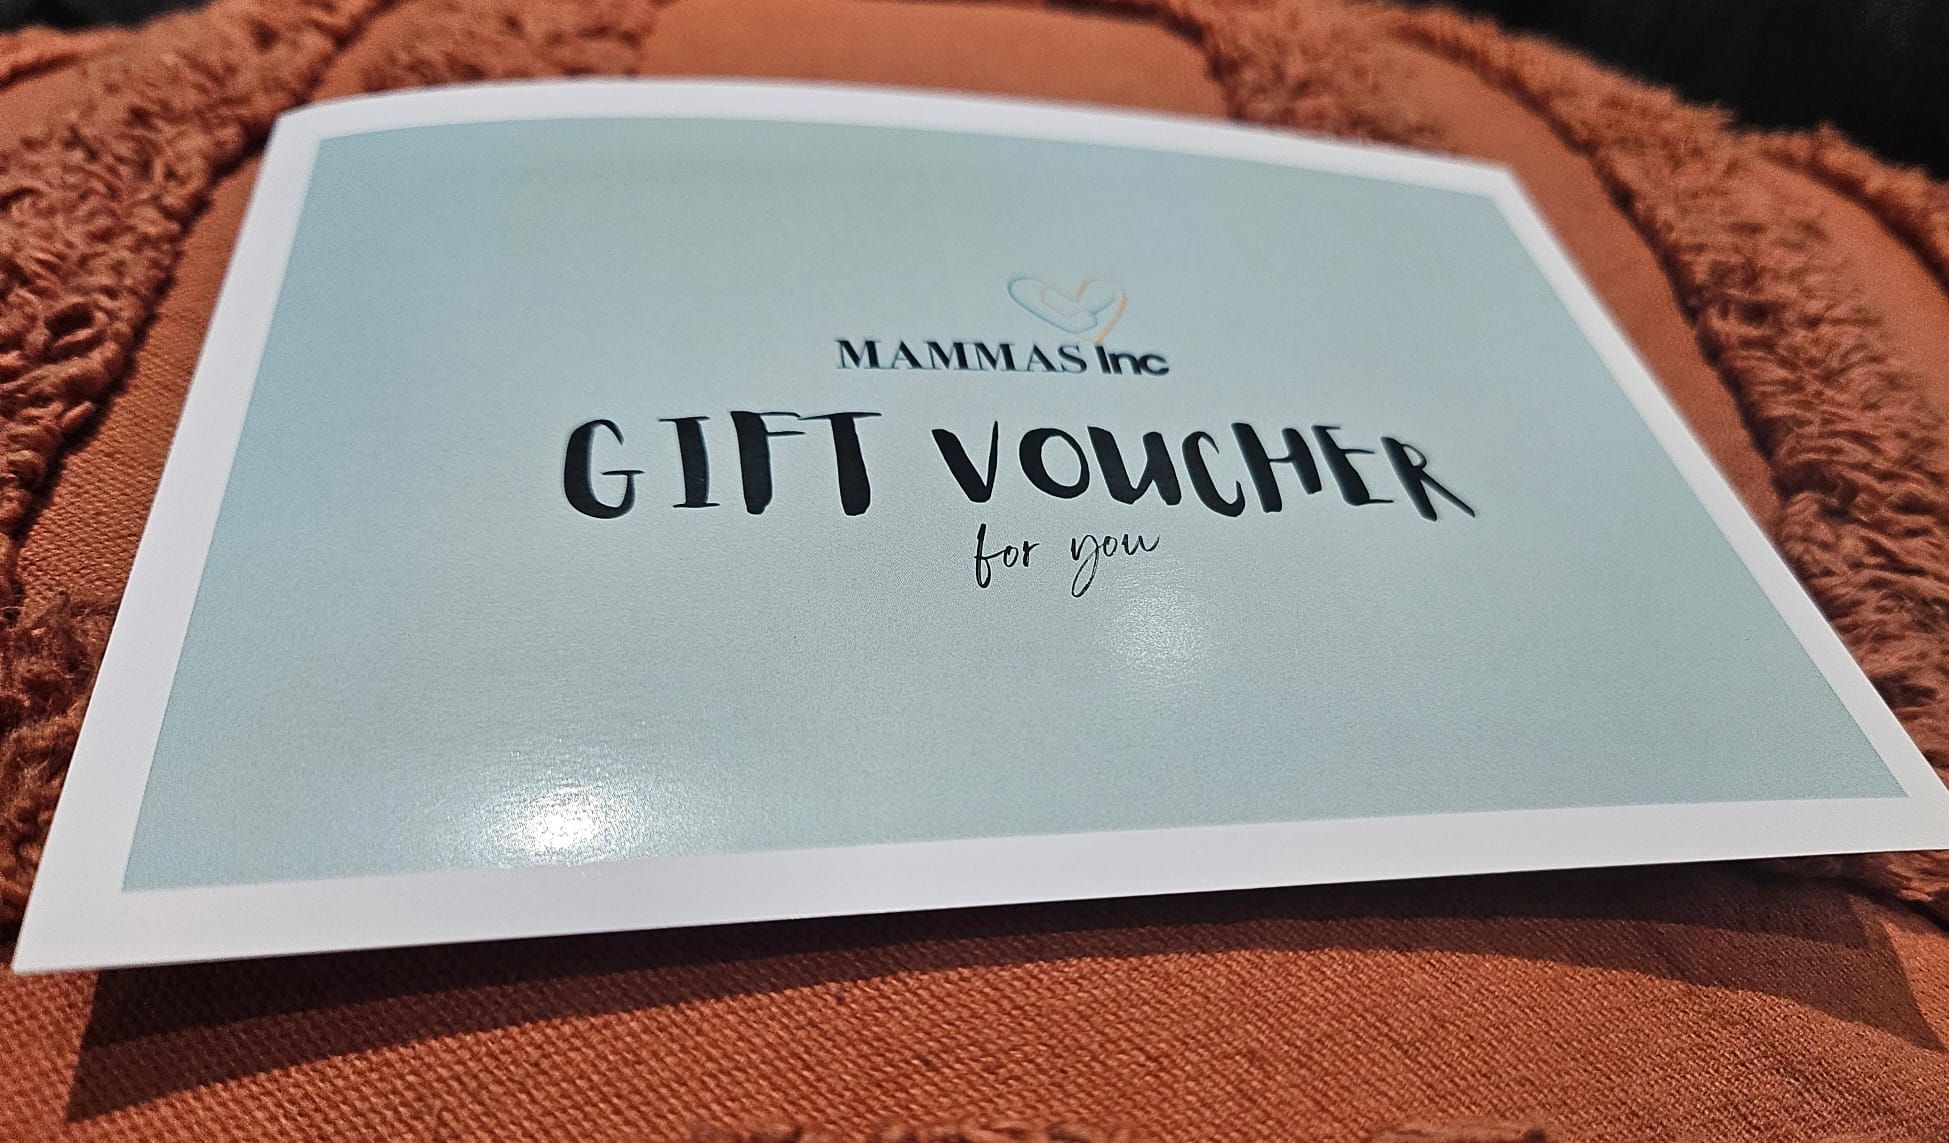 MAMMAS Inc
GIFT VOUCHER
for you